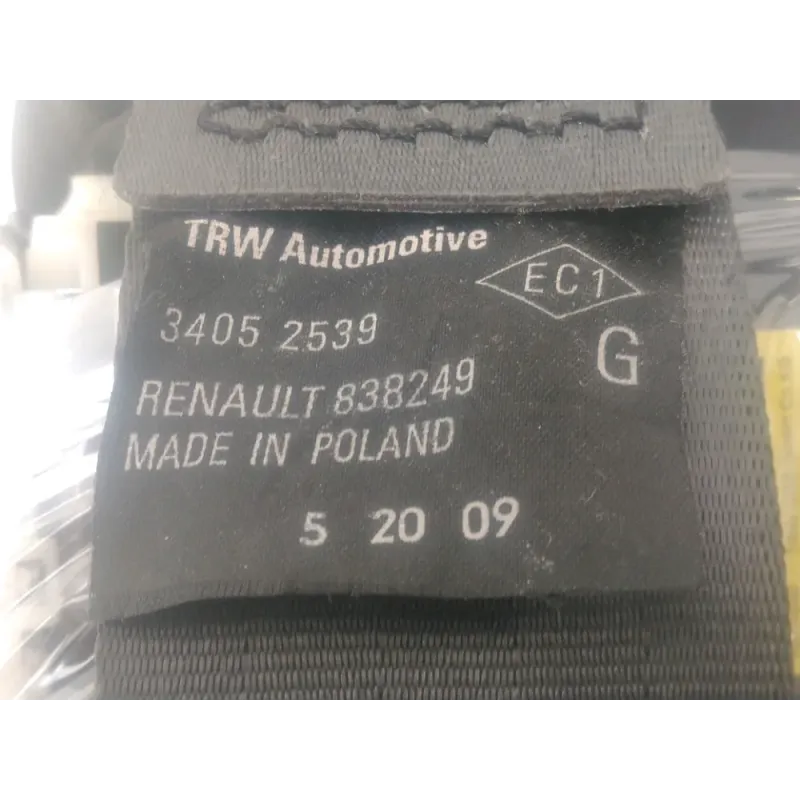 TRW Automotive
EC1
3405 2539
G
RENAULT 838249
MADE IN POLAND
5 20 09